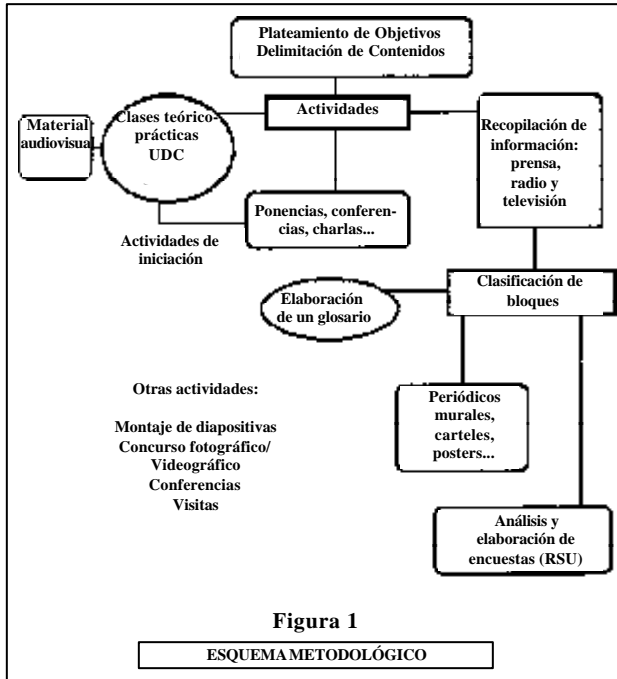 Plateamiento de Objetivos
Delimitación de Contenidos
Actividades
Material
audiovisual
Clases teórico-
prácticas
UDC
Recopilación de
información:
prensa,
radio y
televisión
Ponencias, conferen-
cias, charlas...
Actividades de
iniciación
Clasificación de
bloques
Elaboración
de un glosario
Otras actividades:
Montaje de diapositivas
Concurso fotográfico/
Videográfico
Conferencias
Visitas
Periódicos
murales,
carteles,
posters...
Análisis y
elaboración de
encuestas (RSU)
Figura 1
ESQUEMA METODOLÓGICO